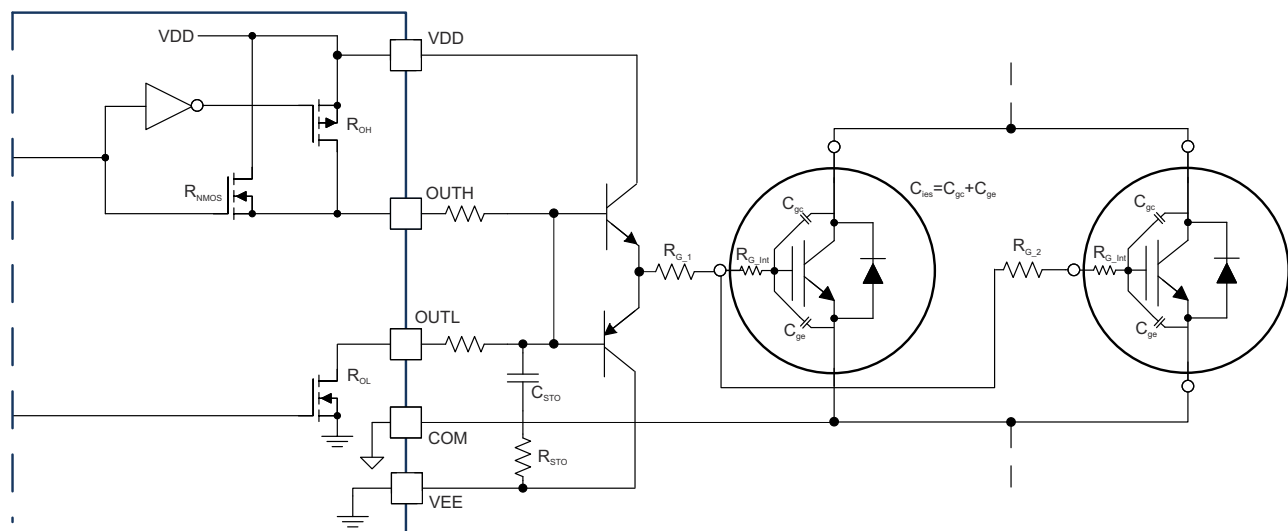 VDD
VDD
R_OH
R_NMOS
OUTH
C_ies=C_gc+C_ge
C_gc
C_gc
R_G_1
R_G_Int
R_G_2
R_G_Int
OUTL
C_ge
C_ge
R_OL
C_STO
COM
R_STO
VEE